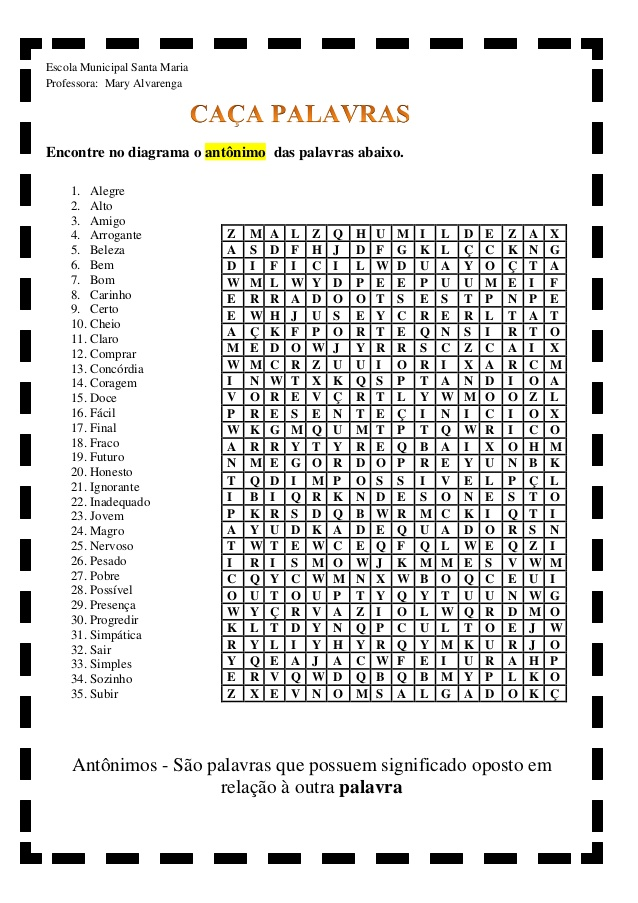 Escola Municipal Santa Maria
Professora: Mary Alvarenga
CAÇA PALAVRAS
Encontre no diagrama o antônimo das palavras abaixo.
1. Alegre
2. Alto
3. Amigo
4. Arrogante
5. Beleza
6. Bem
7. Bom
8. Carinho
9. Certo
10. Cheio
11. Claro
12. Comprar
13. Concórdia
14. Coragem
15. Doce
16. Fácil
17. Final
18. Fraco
19. Futuro
20. Honesto
21. Ignorante
22. Inadequado
23. Jovem
24. Magro
25. Nervoso
26. Pesado
27. Pobre
28. Possível
29. Presença
30. Progredir
31. Simpática
32. Sair
33. Simples
34. Sozinho
35. Subir
Z M A L Z Q H U M I L D E Z A X
A S D F H J D F G K L Ç C K N G
D I F I C I L W D U A Y O Ç T A
W M L W Y D P E E P U U M E I F
E R R A D O O T S E S T P N P E
E W H J U S E Y C R E R L T A T
A Ç K F P O R T E Q N S I R T O
M E D O W J Y R R S C Z C A I X
W M C R Z U U I O R I X A R C M
I N W T X K Q S P T A N D I O A
V O R E V Ç R T L Y W M O O Z L
P R E S E N T E Ç I N I C I O X
W K G M Q U M T P T Q W R I C O
A R R Y T Y R E Q B A I X O H M
N M E G O R D O P R E Y U N B K
T Q D I M P O S S I V E L P Ç L
I B I Q R K N D E S O N E S T O
P K R S D Q B W R M C K I Q T I
A Y U D K A D E Q U A D O R S N
T W T E W C E Q F Q L W E Q Z I
I R I S M O W J K M M E S V W M
C Q Y C W M N X W B O Q C E U I
O U T O U P T Y Q Y T U U N W G
W Y Ç R V A Z I O L W Q R D M O
K L T D Y N Q P C U L T O E J W
R Y L I Y H Y R Q Y M K U R J O
Y Q E A J A C W F E I U R A H P
E R V Q W D Q B Q B M Y P L K O
Z X E V N O M S A L G A D O K Ç
Antônimos - São palavras que possuem significado oposto em
relação à outra palavra